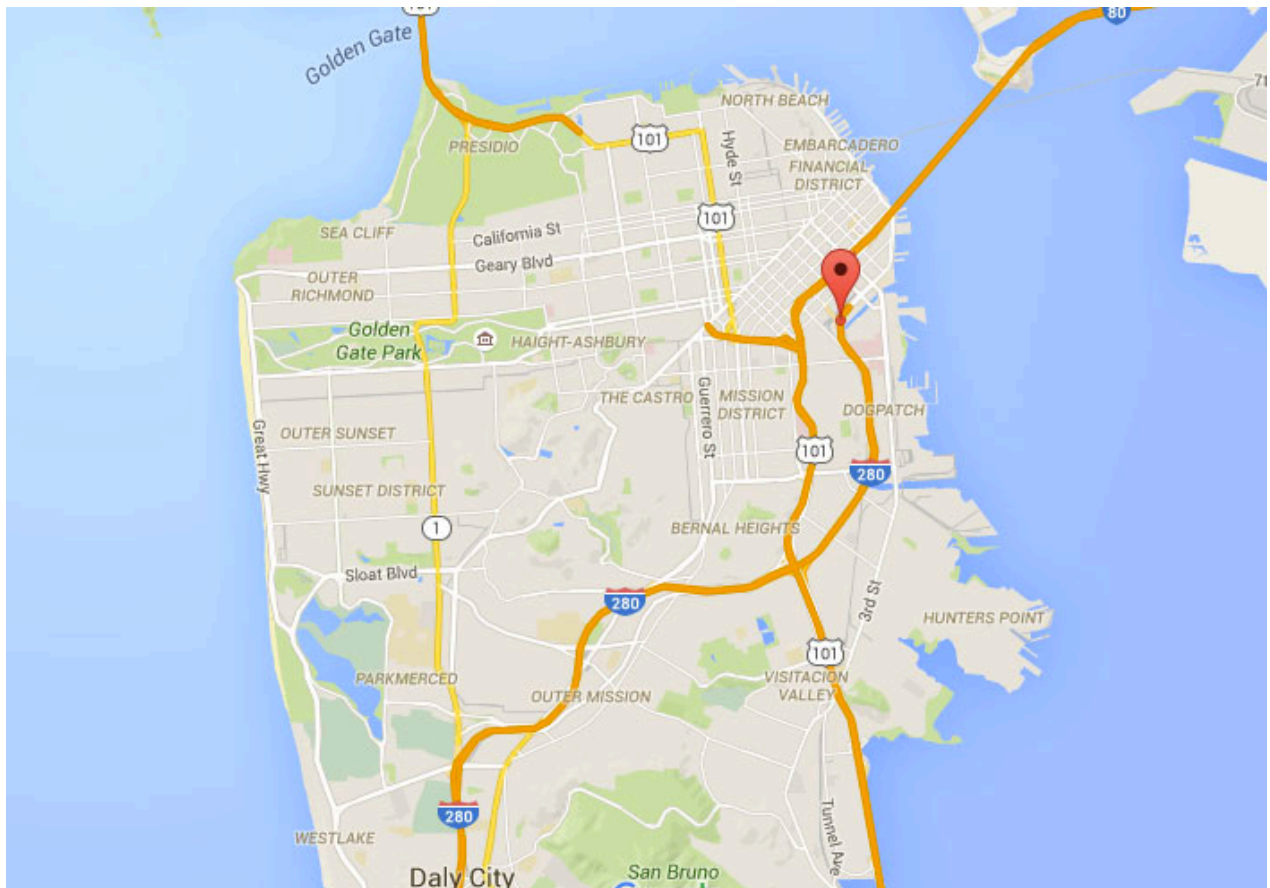 101
80
Golden Gate
7t
NORTH BEACH
101
PRESIDIO
Hyde St
EMBARCADERO
FINANCIAL
DISTRICT
101
SEA CLIFF
California St
Geary Blvd
OUTER
RICHMOND
Golden
Gate Park
HAIGHT-ASHBURY
THE CASTRO
Guerrero St
MISSION
DISTRICT
DOGPATCH
Great Hwy
OUTER SUNSET
101
280
SUNSET DISTRICT
1
BERNAL HEIGHTS
Sloat Blvd
280
3rd St
HUNTERS POINT
101
PARKMERCED
OUTER MISSION
VISITACION
VALLEY
280
Tunnel Ave
WESTLAKE
Daly City
San Bruno